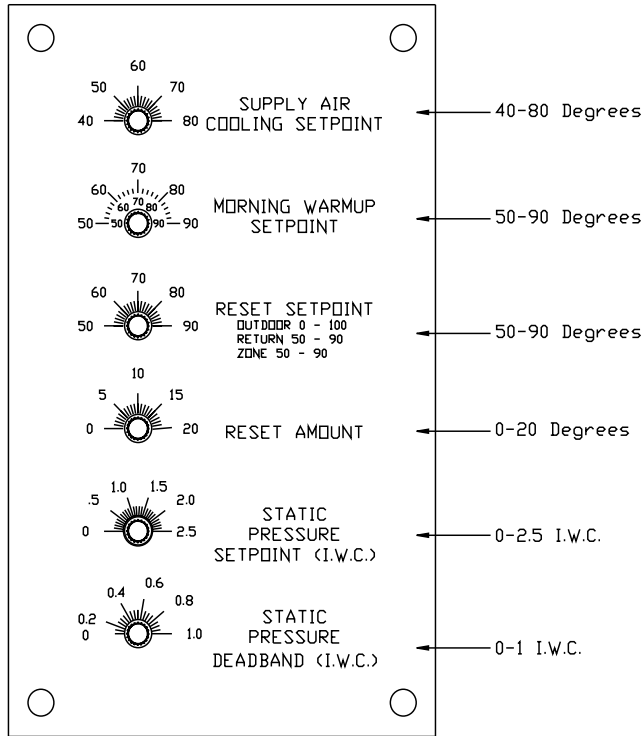 60
50 70
40 80
SUPPLY AIR
COOLING SETPOINT
40-80 Degrees
70
60 80
50 90
70
60 80
50 90
MORNING WARMUP
SETPOINT
50-90 Degrees
70
60 80
50 90
RESET SETPOINT
OUTDOOR 0 - 100
RETURN 50 - 90
ZONE 50 - 90
50-90 Degrees
10
5 15
0 20
RESET AMOUNT
0-20 Degrees
1.0 1.5
.5 2.0
0 2.5
STATIC
PRESSURE
SETPOINT (I.W.C.)
0-2.5 I.W.C.
0.4 0.6
0.2 0.8
0 1.0
STATIC
PRESSURE
DEADBAND (I.W.C.)
0-1 I.W.C.